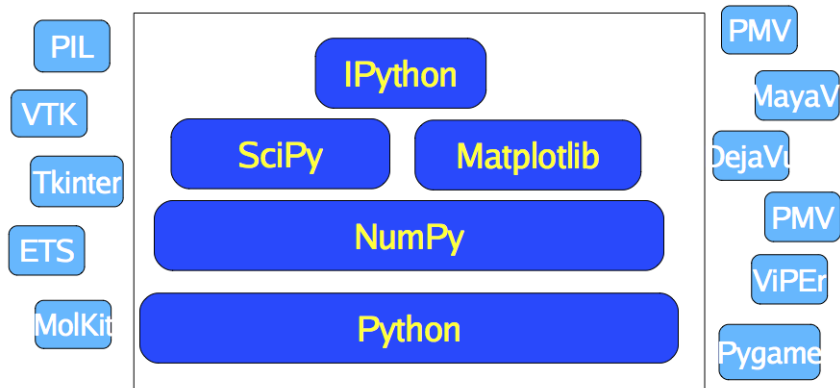 PIL
VTK
Tkinter
ETS
MolKit
IPython
SciPy
Matplotlib
NumPy
Python
PMV
MayaVi
DejaVu
PMV
ViPEr
Pygame